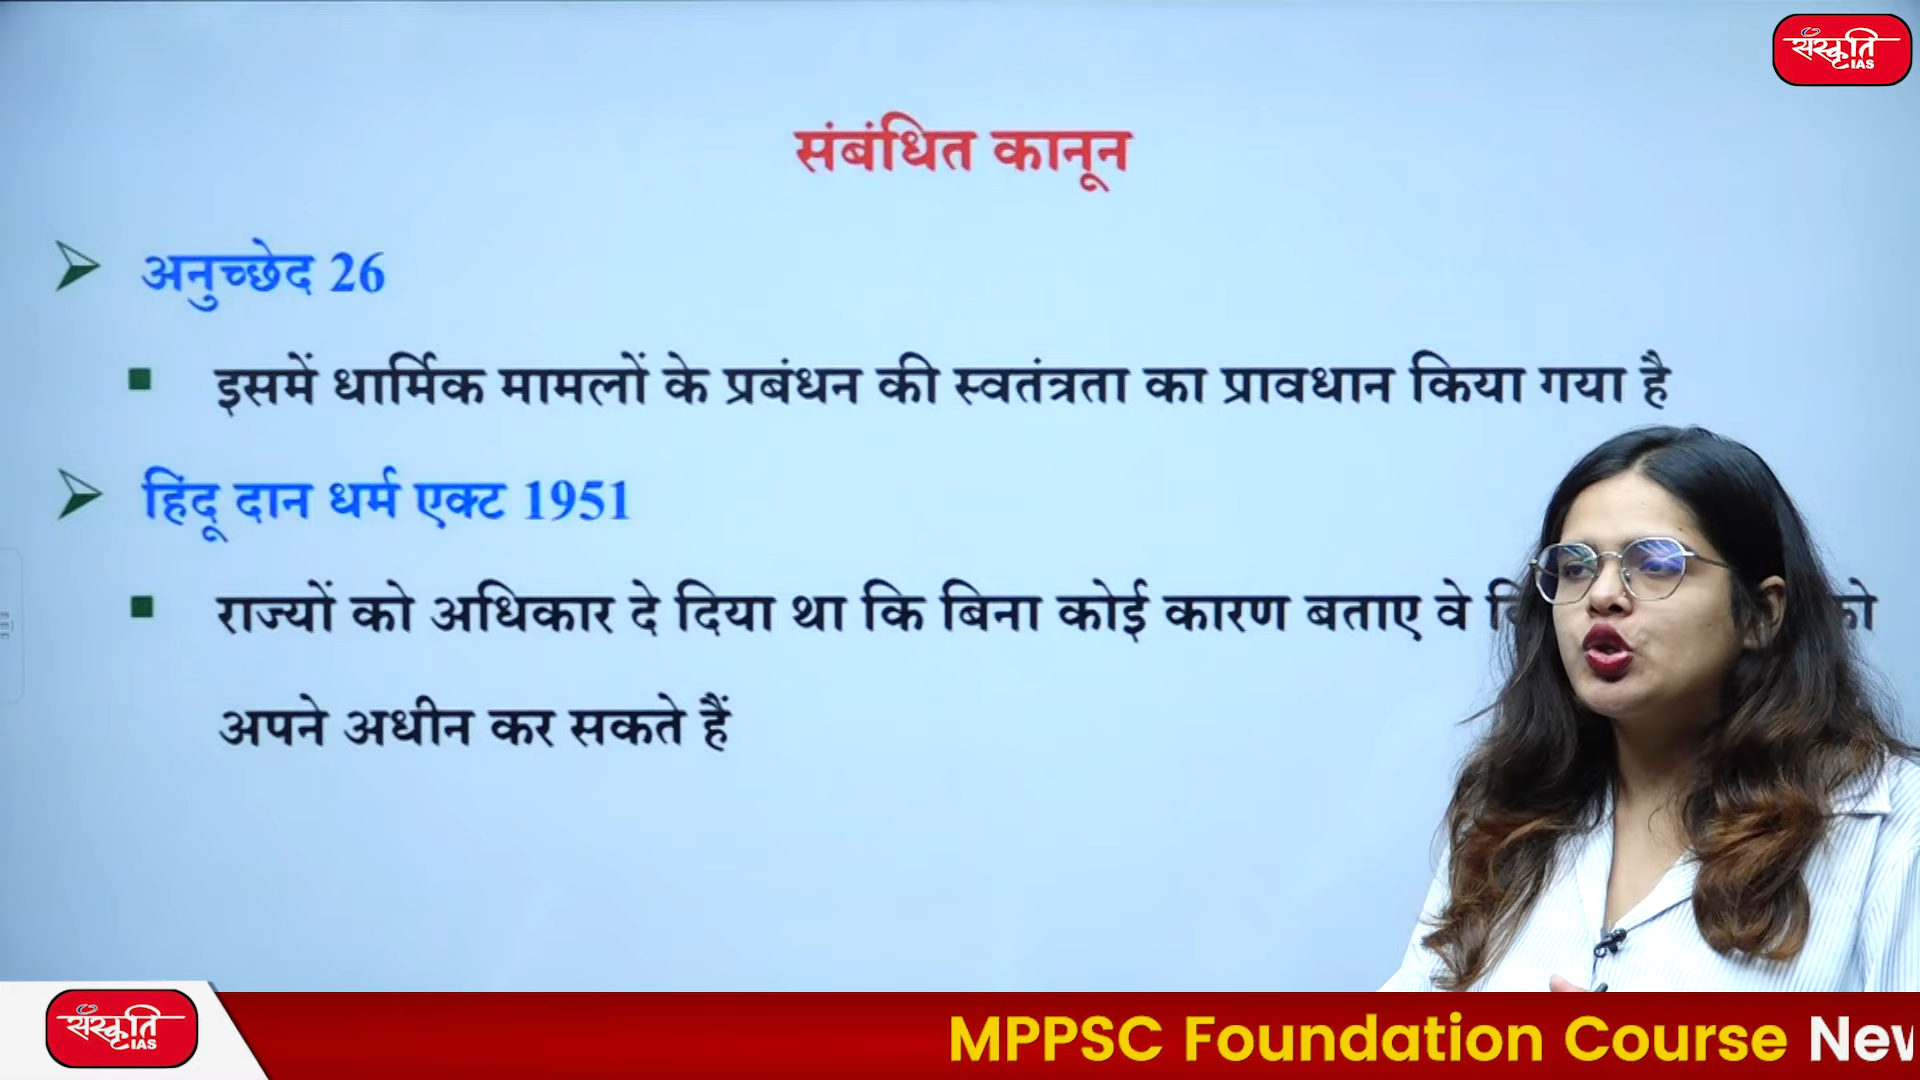 संस्कृति
IAS
संबंधित कानून
अनुच्छेद 26
इसमें धार्मिक मामलों के प्रबंधन की स्वतंत्रता का प्रावधान किया गया है
हिंदू दान धर्म एक्ट 1951
राज्यों को अधिकार दे दिया था कि बिना कोई कारण बताए वे को
अपने अधीन कर सकते हैं
संस्कृति
IAS
MPPSC Foundation Course New